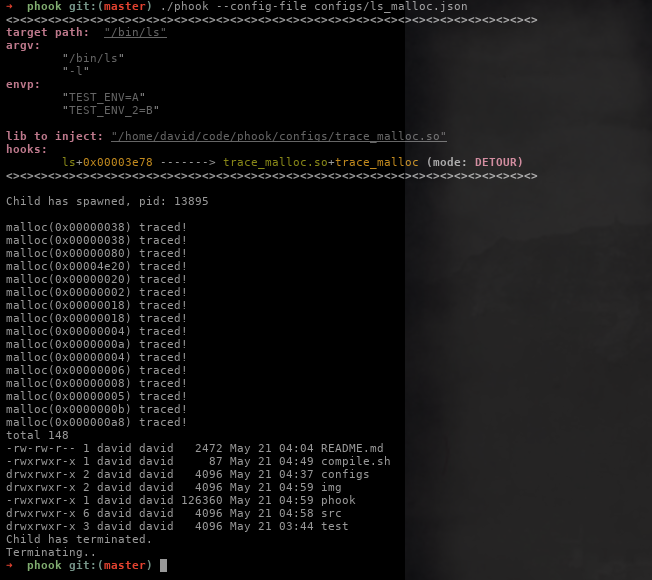 → phook git:(master) ./phook --config-file configs/ls_malloc.json
<><><><><><><><><><><><><><><><><><><><><><><><><><><><><><><><><><><><><><>
target path: "/bin/ls"
argv:
"/bin/ls"
"-l"
envp:
"TEST_ENV=A"
"TEST_ENV_2=B"
lib to inject: "/home/david/code/phook/configs/trace_malloc.so"
hooks:
ls+0x00003e78 -------> trace_malloc.so+trace_malloc (mode: DETOUR)
<><><><><><><><><><><><><><><><><><><><><><><><><><><><><><><><><><><><><><>
Child has spawned, pid: 13895
malloc(0x00000038) traced!
malloc(0x00000038) traced!
malloc(0x00000080) traced!
malloc(0x00004e20) traced!
malloc(0x00000020) traced!
malloc(0x00000002) traced!
malloc(0x00000018) traced!
malloc(0x00000018) traced!
malloc(0x00000004) traced!
malloc(0x0000000a) traced!
malloc(0x00000004) traced!
malloc(0x00000006) traced!
malloc(0x00000008) traced!
malloc(0x00000005) traced!
malloc(0x0000000b) traced!
malloc(0x000000a8) traced!
total 148
-rw-rw-r-- 1 david david 2472 May 21 04:04 README.md
-rwxrwxr-x 1 david david 87 May 21 04:49 compile.sh
drwxrwxr-x 2 david david 4096 May 21 04:37 configs
drwxrwxr-x 2 david david 4096 May 21 04:59 img
-rwxrwxr-x 1 david david 126360 May 21 04:59 phook
drwxrwxr-x 6 david david 4096 May 21 04:58 src
drwxrwxr-x 3 david david 4096 May 21 03:44 test
Child has terminated.
Terminating..
→ phook git:(master)